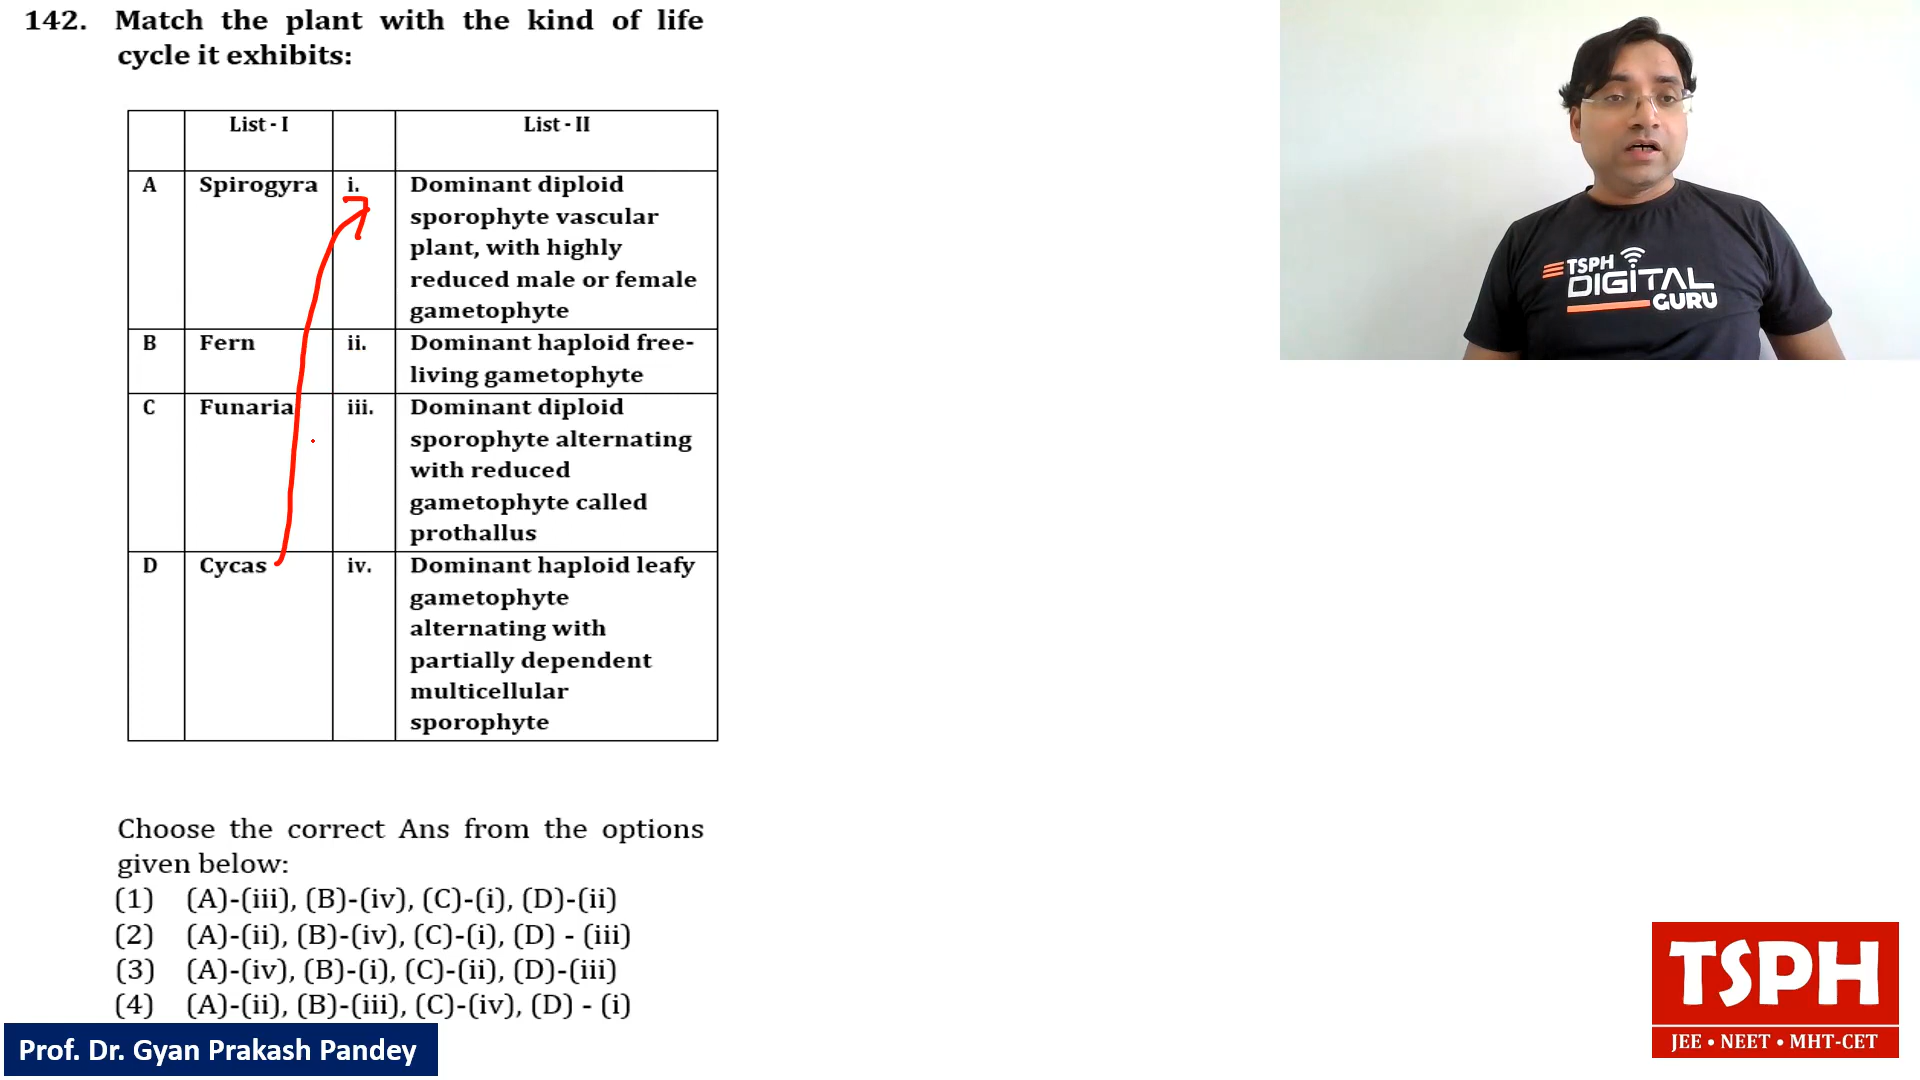 142. Match the plant with the kind of life
cycle it exhibits:
List - I List - II
A Spirogyra i. Dominant diploid
sporophyte vascular
plant, with highly
reduced male or female
gametophyte
B Fern ii. Dominant haploid free-
living gametophyte
C Funaria iii. Dominant diploid
sporophyte alternating
with reduced
gametophyte called
prothallus
D Cycas iv. Dominant haploid leafy
gametophyte
alternating with
partially dependent
multicellular
sporophyte
Choose the correct Ans from the options
given below:
(1) (A)-(iii), (B)-(iv), (C)-(i), (D)-(ii)
(2) (A)-(ii), (B)-(iv), (C)-(i), (D) - (iii)
(3) (A)-(iv), (B)-(i), (C)-(ii), (D)-(iii)
(4) (A)-(ii), (B)-(iii), (C)-(iv), (D) - (i)
Prof. Dr. Gyan Prakash Pandey
TSPH
DIGITAL
GURU
TSPH
JEE • NEET • MHT-CET